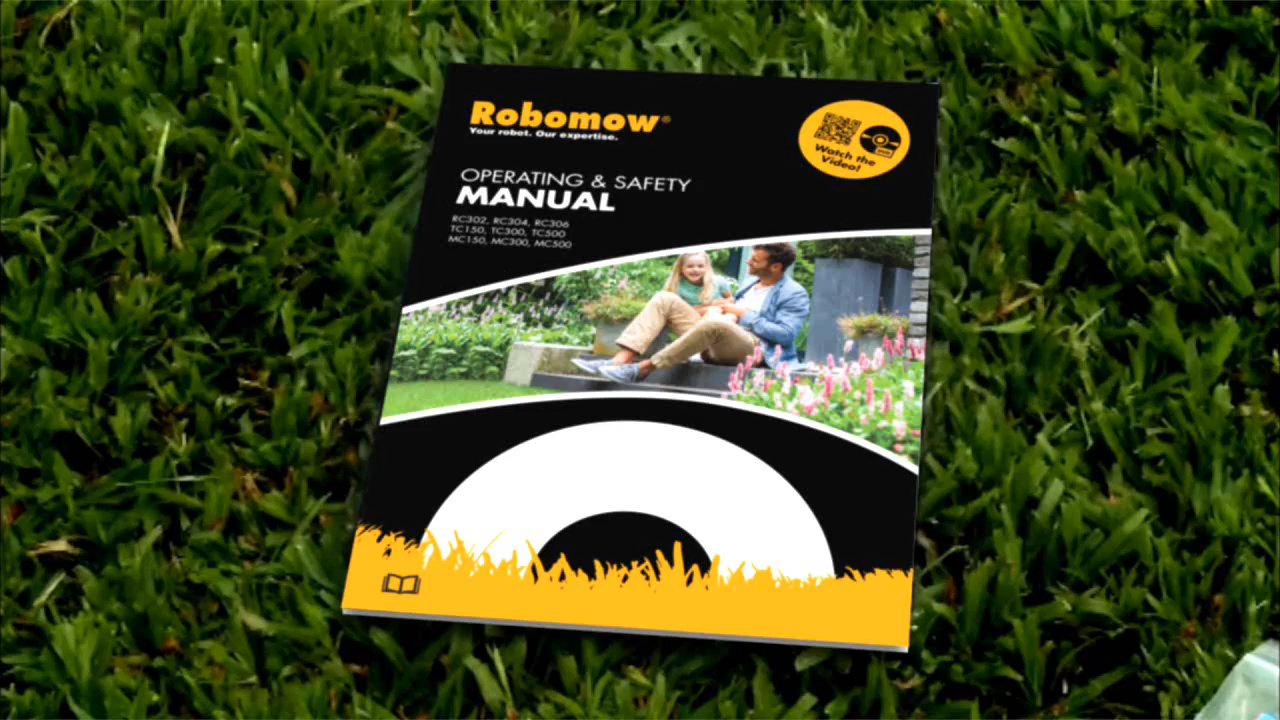 Robomow®
Your robot. Our expertise.
OPERATING & SAFETY
MANUAL
RC302, RC304, RC306
TC150, TC300, TC500
MC150, MC300, MC500
DVD
Watch the
Video!